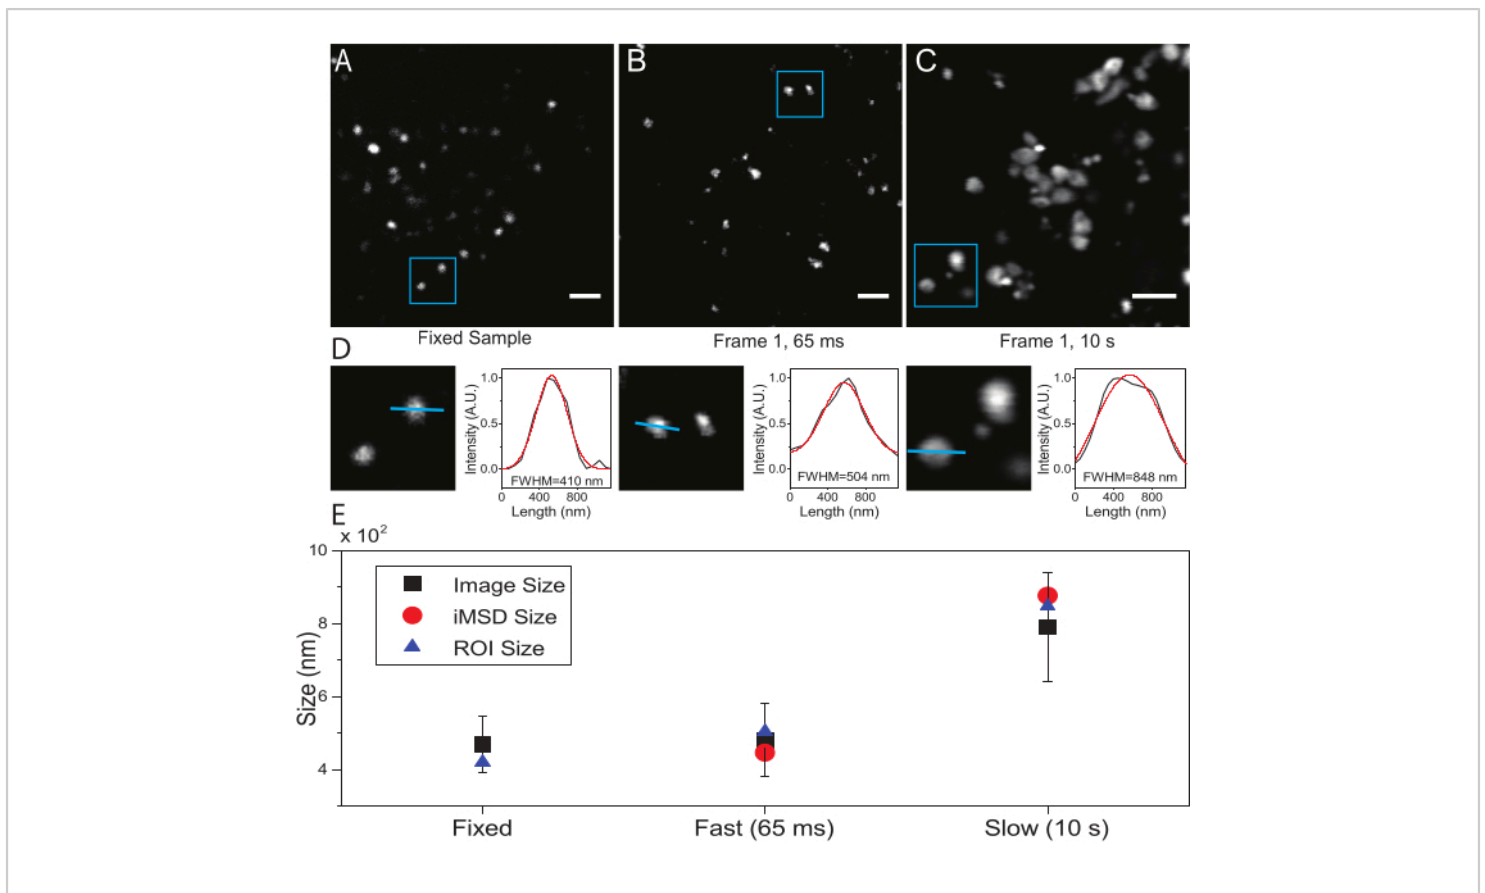 A
B
C
Fixed Sample
Frame 1, 65 ms
Frame 1, 10 s
D
Intensity (A.U.)
1.0
0.5
0.0
FWHM=410 nm
0 400 800
Length (nm)
Intensity (A.U.)
1.0
0.5
0.0
FWHM=504 nm
0 400 800
Length (nm)
Intensity (A.U.)
1.0
0.5
0.0
FWHM=848 nm
0 400 800
Length (nm)
E
x 10²
Size (nm)
10
8
6
4
Image Size
iMSD Size
ROI Size
Fixed
Fast (65 ms)
Slow (10 s)